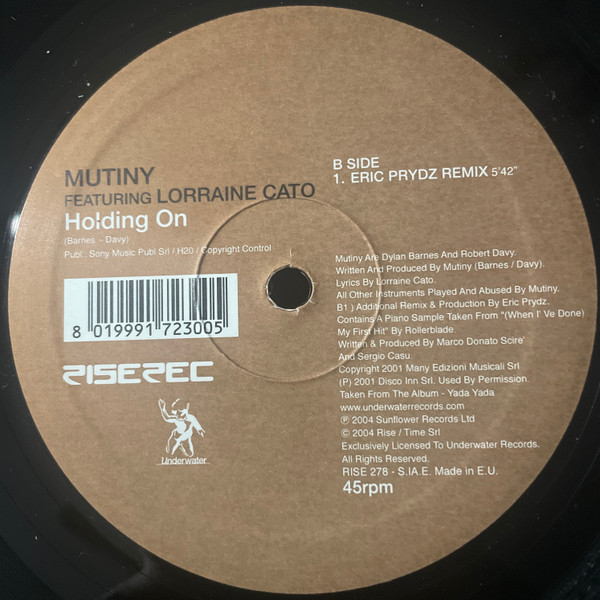 MUTINY
FEATURING LORRAINE CATO
Holding On
(Barnes - Davy)
Publ.. Sony Music Publ Srl / H20 / Copyright Control
8 019991 723005
RISEREC
Underwater
B SIDE
1. ERIC PRYDZ REMIX 5'42"
Mutiny Are Dylan Barnes And Robert Davy.
Written And Produced By Mutiny (Barnes / Davy).
Lyrics By Lorraine Cato.
All Other Instruments Played And Abused By Mutiny.
B1 ) Additional Remix & Production By Eric Prydz.
Contains A Piano Sample Taken From "(When I' Ve Done)
My First Hit" By Rollerblade.
Written & Produced By Marco Donato Scire'
And Sergio Casu.
Copyright 2001 Many Edizioni Musicali Srl
(P) 2001 Disco Inn Srl. Used By Permission.
Taken From The Album - Yada Yada
www.underwaterrecords.com
℗ 2004 Sunflower Records Ltd
© 2004 Rise / Time Srl
Exclusively Licensed To Underwater Records.
All Rights Reserved.
RISE 278 - S.IA.E. Made in E.U.
45rpm